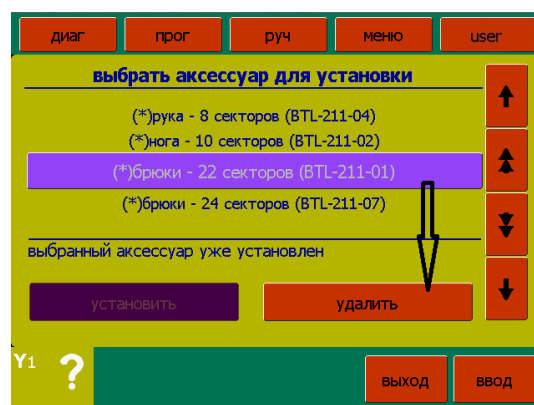 диаг прог руч меню user
выбрать аксессуар для установки
(*)рука - 8 секторов (BTL-211-04)
(*)нога - 10 секторов (BTL-211-02)
(*)брюки - 22 секторов (BTL-211-01)
(*)брюки - 24 секторов (BTL-211-07)
выбранный аксессуар уже установлен
установить удалить
Y1 ?
выход ввод